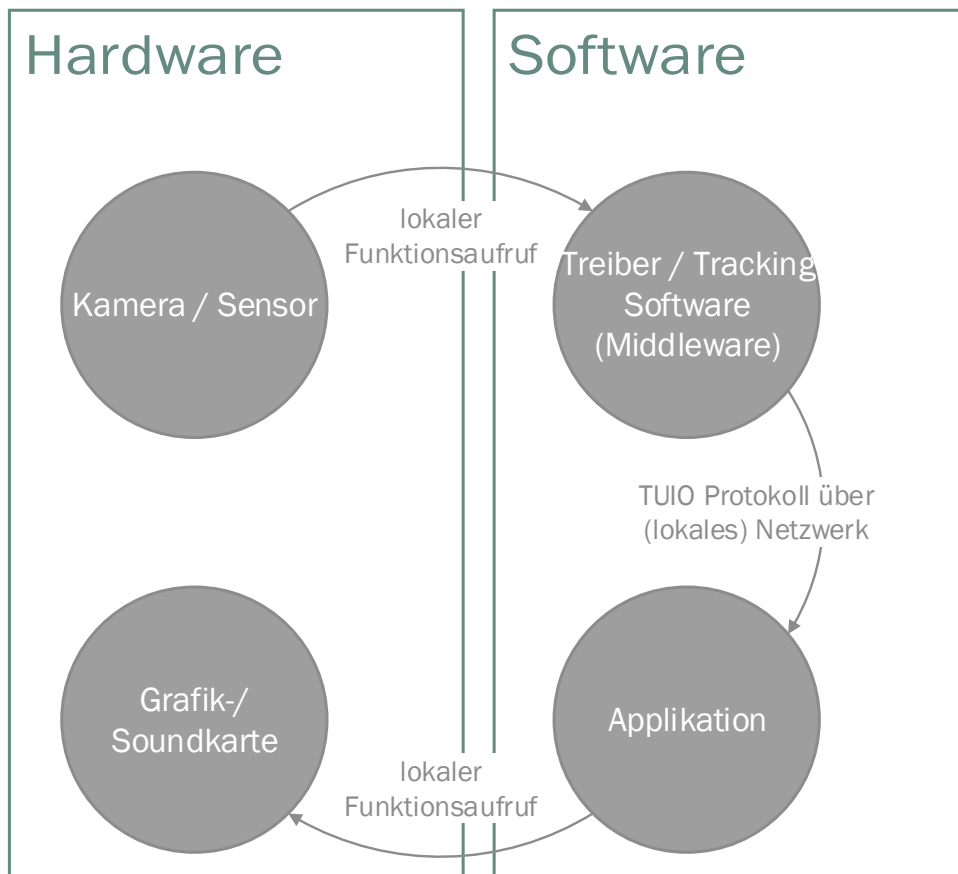 Hardware
Software
lokaler
Funktionsaufruf
Kamera / Sensor
Treiber / Tracking
Software
(Middleware)
TUIO Protokoll über
(lokales) Netzwerk
Grafik-/
Soundkarte
Applikation
lokaler
Funktionsaufruf